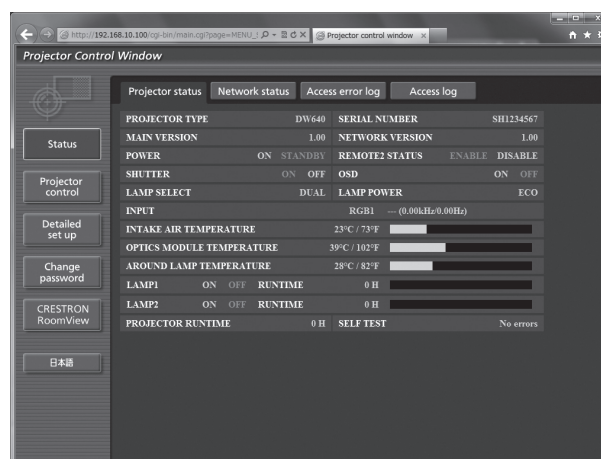 http://192.168.10.100/cgi-bin/main.cgi?page=MENU_
Projector control window
Projector Control Window
Projector status Network status Access error log Access log
Status
Projector control
Detailed set up
Change password
CRESTRON RoomView
日本語
PROJECTOR TYPE DW640 SERIAL NUMBER SH1234567
MAIN VERSION 1.00 NETWORK VERSION 1.00
POWER ON STANDBY REMOTE2 STATUS ENABLE DISABLE
SHUTTER ON OFF OSD ON OFF
LAMP SELECT DUAL LAMP POWER ECO
INPUT RGB1 --- (0.00kHz/0.00Hz)
INTAKE AIR TEMPERATURE 23°C / 73°F
OPTICS MODULE TEMPERATURE 39°C / 102°F
AROUND LAMP TEMPERATURE 28°C / 82°F
LAMP1 ON OFF RUNTIME 0 H
LAMP2 ON OFF RUNTIME 0 H
PROJECTOR RUNTIME 0 H SELF TEST No errors